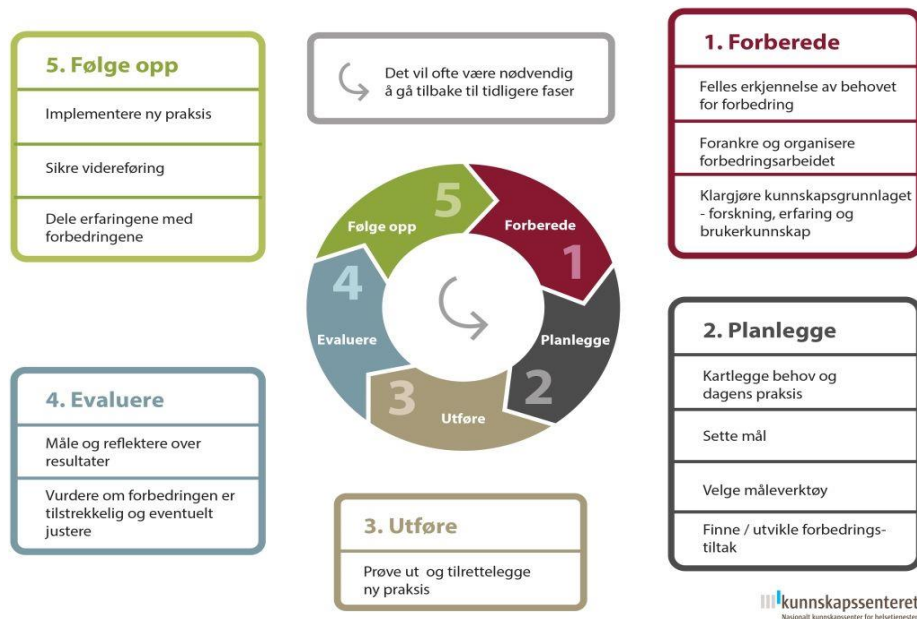 5. Følge opp
Implementere ny praksis
Sikre videreføring
Dele erfaringene med
forbedringene
Det vil ofte være nødvendig
å gå tilbake til tidligere faser
1. Forberede
Felles erkjennelse av behovet
for forbedring
Forankre og organisere
forbedringsarbeidet
Klargjøre kunnskapsgrunnlaget
- forskning, erfaring og
brukerkunnskap
5
Følge opp
Forberede
1
4
Evaluere
Planlegge
2
3
Utføre
2. Planlegge
Kartlegge behov og
dagens praksis
Sette mål
Velge måleverktøy
Finne / utvikle forbedrings-
tiltak
4. Evaluere
Måle og reflektere over
resultater
Vurdere om forbedringen er
tilstrekkelig og eventuelt
justere
3. Utføre
Prøve ut og tilrettelegge
ny praksis
kunnskapssenteret
Nasjonalt kunnskapssenter for helsetjenesten